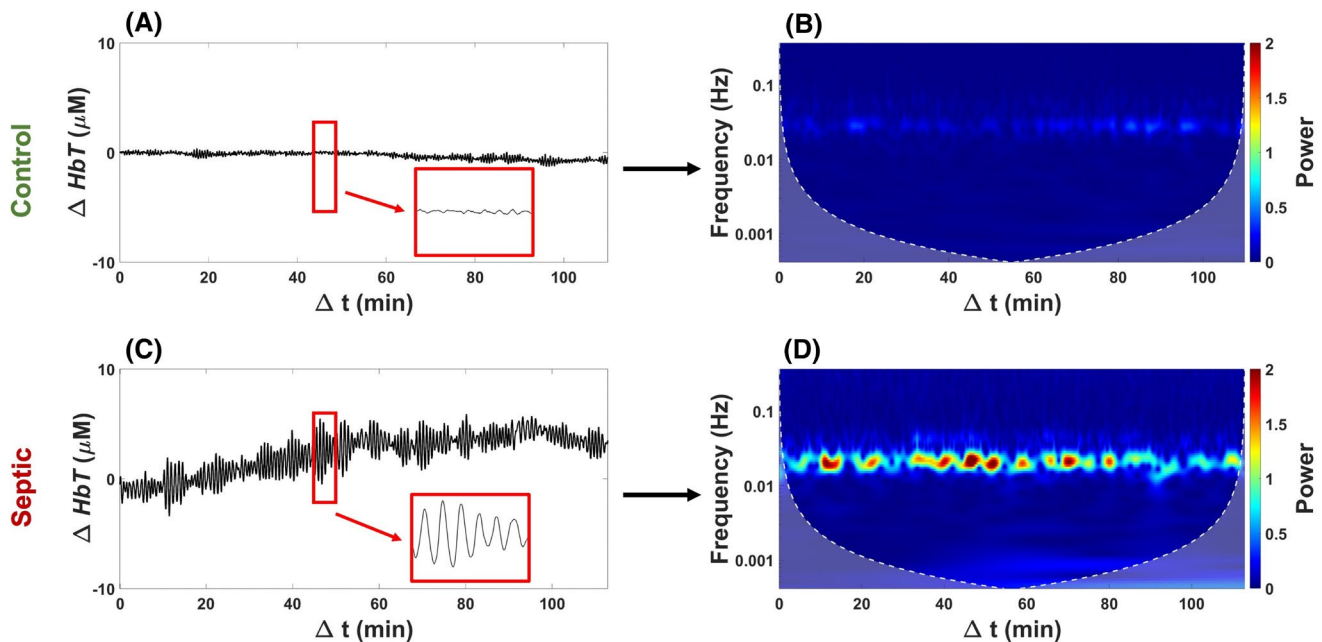 (A)
Control
Δ HbT (μM)
10
0
-10
0 20 40 60 80 100
Δ t (min)
(B)
Frequency (Hz)
0.1
0.01
0.001
0 20 40 60 80 100
Δ t (min)
2
1.5
1
0.5
0
Power
(C)
Septic
Δ HbT (μM)
10
0
-10
0 20 40 60 80 100
Δ t (min)
(D)
Frequency (Hz)
0.1
0.01
0.001
0 20 40 60 80 100
Δ t (min)
2
1.5
1
0.5
0
Power